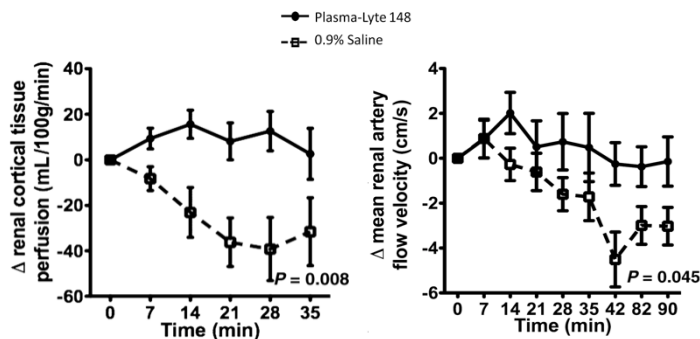 Plasma-Lyte 148
0.9% Saline
Δ renal cortical tissue
perfusion (mL/100g/min)
40
20
0
-20
-40
-60
P = 0.008
0 7 14 21 28 35
Time (min)
Δ mean renal artery
flow velocity (cm/s)
4
2
0
-2
-4
-6
P = 0.045
0 7 14 21 28 35 42 82 90
Time (min)